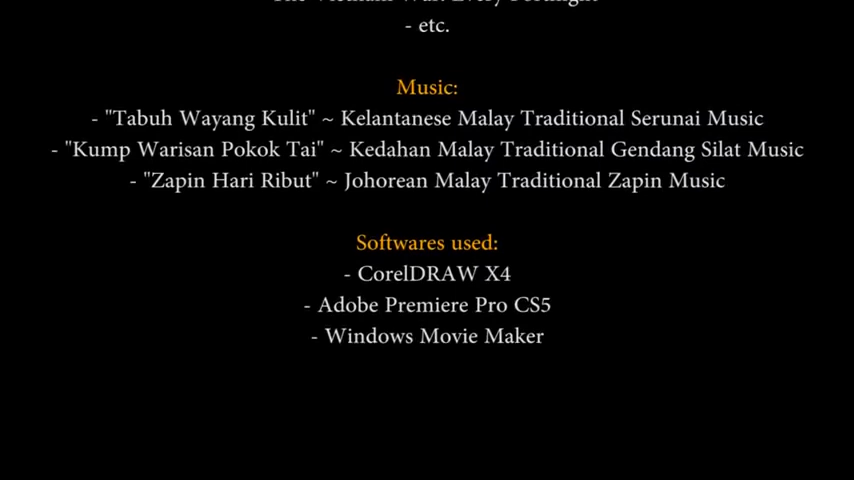 - etc.
Music:
- "Tabuh Wayang Kulit" ~ Kelantanese Malay Traditional Serunai Music
- "Kump Warisan Pokok Tai" ~ Kedahan Malay Traditional Gendang Silat Music
- "Zapin Hari Ribut" ~ Johorean Malay Traditional Zapin Music
Softwares used:
- CorelDRAW X4
- Adobe Premiere Pro CS5
- Windows Movie Maker